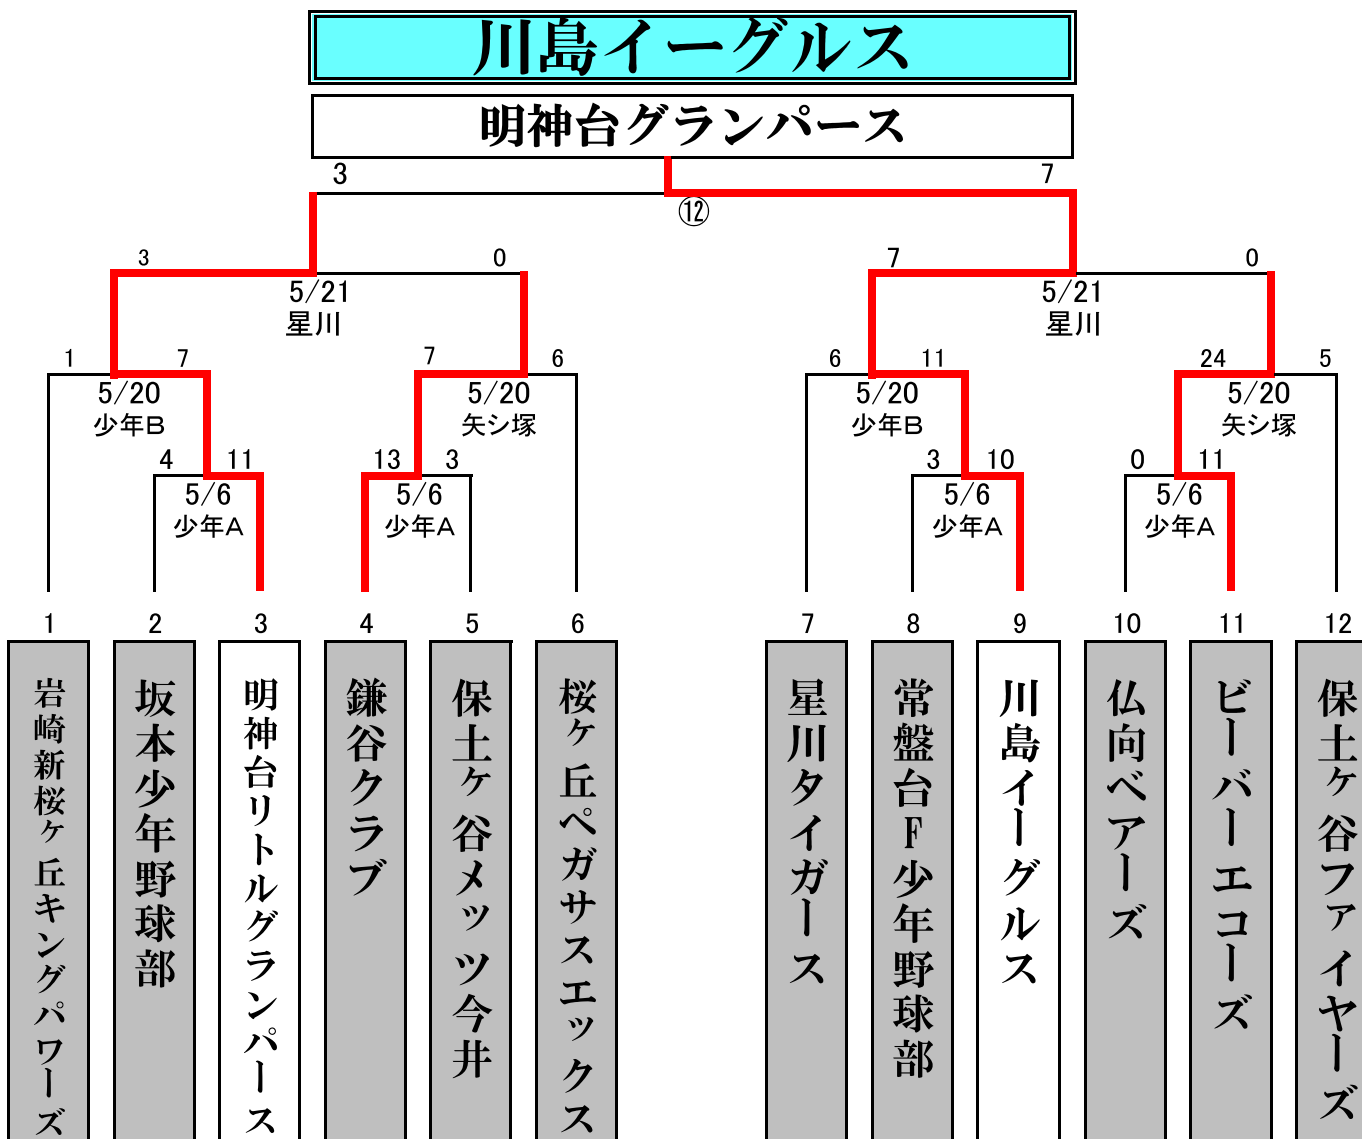 川島イーグルス
明神台グランパース
3 7
⑫
3 0 7 0
5/21 5/21
星川 星川
1 7 7 6 6 11 24 5
5/20 5/20 5/20 5/20
少年B 矢シ塚 少年B 矢シ塚
4 11 13 3 3 10 0 11
5/6 5/6 5/6 5/6
少年A 少年A 少年A 少年A
1 2 3 4 5 6 7 8 9 10 11 12
岩崎新桜ヶ丘キングパワーズ
坂本少年野球部
明神台リトルグランパース
鎌谷クラブ
保土ケ谷メッツ今井
桜ヶ丘ペガサスエックス
星川タイガース
常盤台F少年野球部
川島イーグルス
仏向ベアーズ
ビーバーエコーズ
保土ケ谷ファイヤーズ